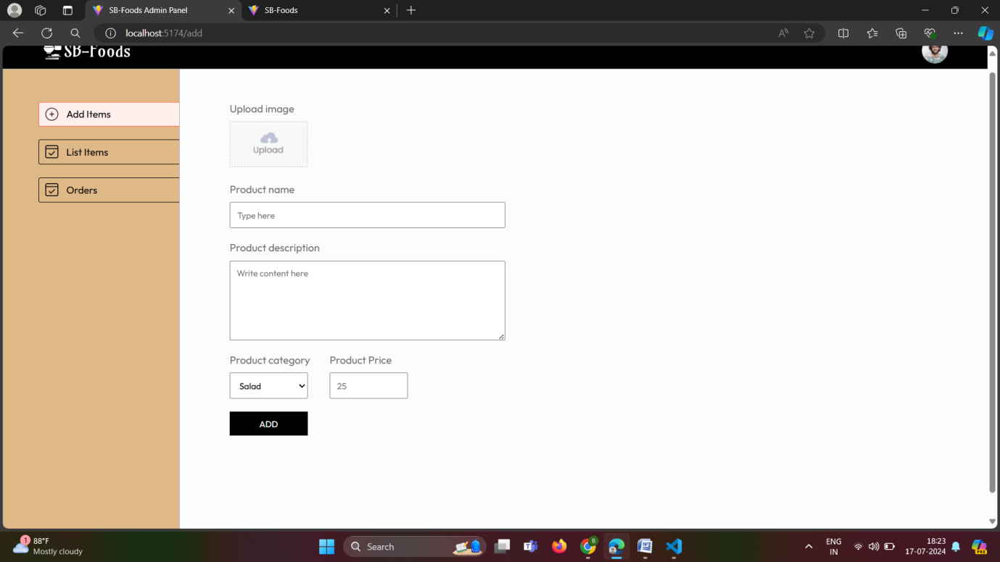 SB-Foods Admin Panel
SB-Foods
localhost:5174/add
SB-Foods
Add Items
List Items
Orders
Upload image
Upload
Product name
Type here
Product description
Write content here
Product category Product Price
Salad 25
ADD
1
88°F
Mostly cloudy
Search
ENG
IN
18:23
17-07-2024
PRE